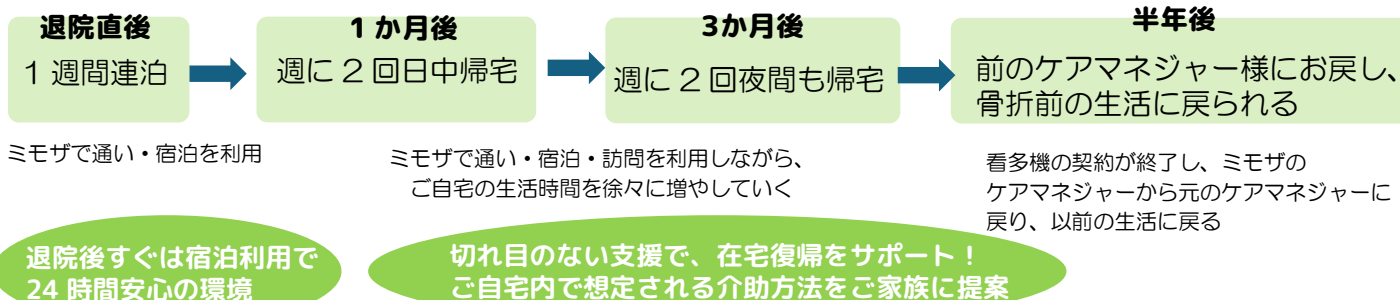 退院直後
1 週間連泊
1 か月後
週に 2 回日中帰宅
3か月後
週に 2 回夜間も帰宅
半年後
前のケアマネジャー様にお戻し、
骨折前の生活に戻られる
ミモザで通い・宿泊を利用
ミモザで通い・宿泊・訪問を利用しながら、
ご自宅の生活時間を徐々に増やしていく
看多機の契約が終了し、ミモザの
ケアマネジャーから元のケアマネジャーに
戻り、以前の生活に戻る
退院後すぐは宿泊利用で
24 時間安心の環境
切れ目のない支援で、在宅復帰をサポート！
ご自宅内で想定される介助方法をご家族に提案